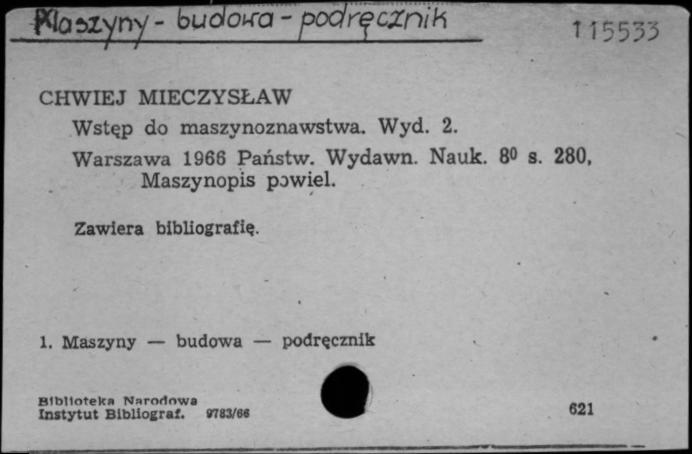 Maszyny - budowa - podręcznik
115533
CHWIEJ MIECZYSŁAW
Wstęp do maszynoznawstwa. Wyd. 2.
Warszawa 1966 Państw. Wydawn. Nauk. 8⁰ s. 280,
Maszynopis powiel.
Zawiera bibliografię.
1. Maszyny — budowa — podręcznik
Biblioteka Narodowa
Instytut Bibliograf. 9783/66
621